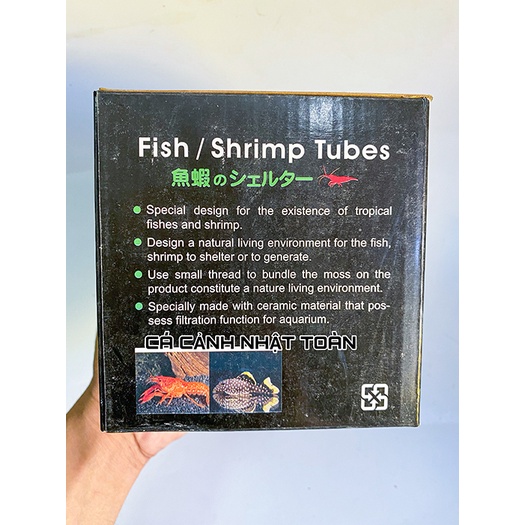 Fish / Shrimp Tubes
魚蝦のシェルター
Special design for the existence of tropical
fishes and shrimp.
Design a natural living environment for the fish,
shrimp to shelter or to generate.
Use small thread to bundle the moss on the
product constitute a nature living environment.
Specially made with ceramic material that pos-
sess filtration function for aquarium.
CÁ CẢNH NHẬT TOÀN